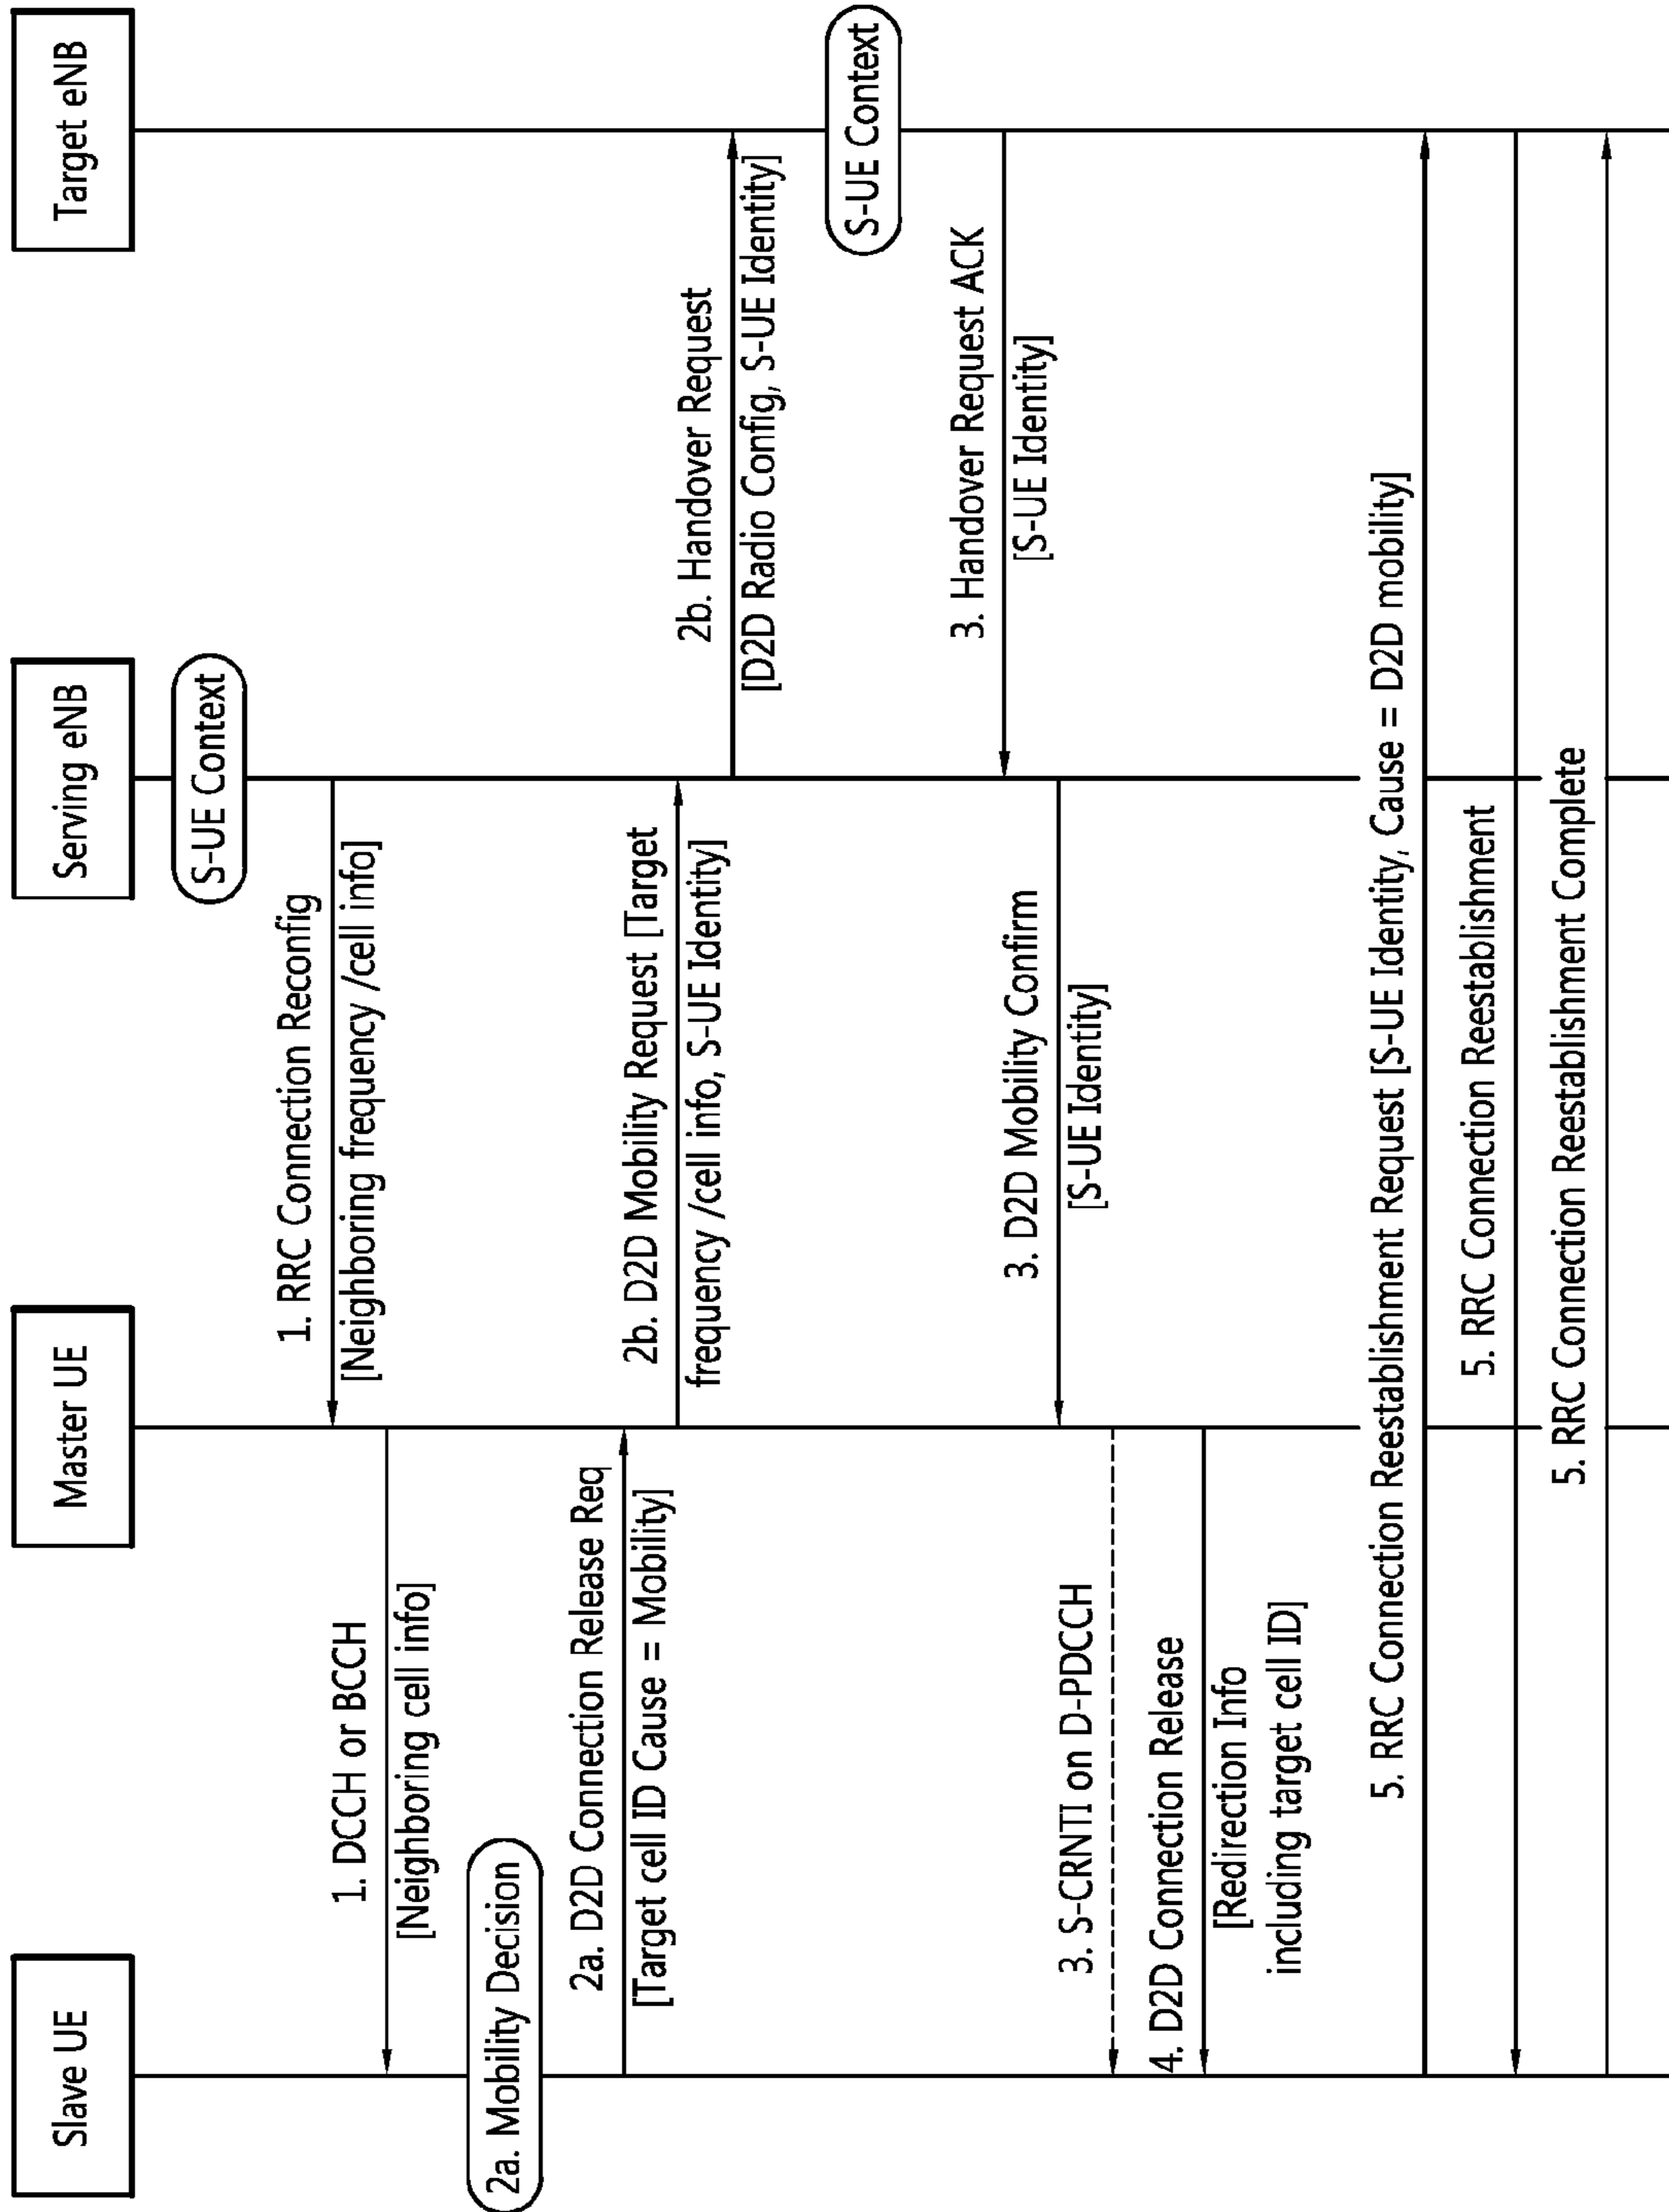 Slave UE
Master UE
Serving eNB
Target eNB
S-UE Context
1. RRC Connection Reconfig
[Neighboring frequency /cell info]
1. DCCH or BCCH
[Neighboring cell info]
2a. Mobility Decision
2a. D2D Connection Release Req
[Target cell ID Cause = Mobility]
2b. D2D Mobility Request [Target
frequency /cell info, S-UE Identity]
2b. Handover Request
[D2D Radio Config, S-UE Identity]
S-UE Context
3. Handover Request ACK
[S-UE Identity]
3. D2D Mobility Confirm
[S-UE Identity]
3. S-CRNTI on D-PDCCH
4. D2D Connection Release
[Redirection Info
including target cell ID]
5. RRC Connection Reestablishment Request [S-UE Identity, Cause = D2D mobility]
5. RRC Connection Reestablishment
5. RRC Connection Reestablishment Complete